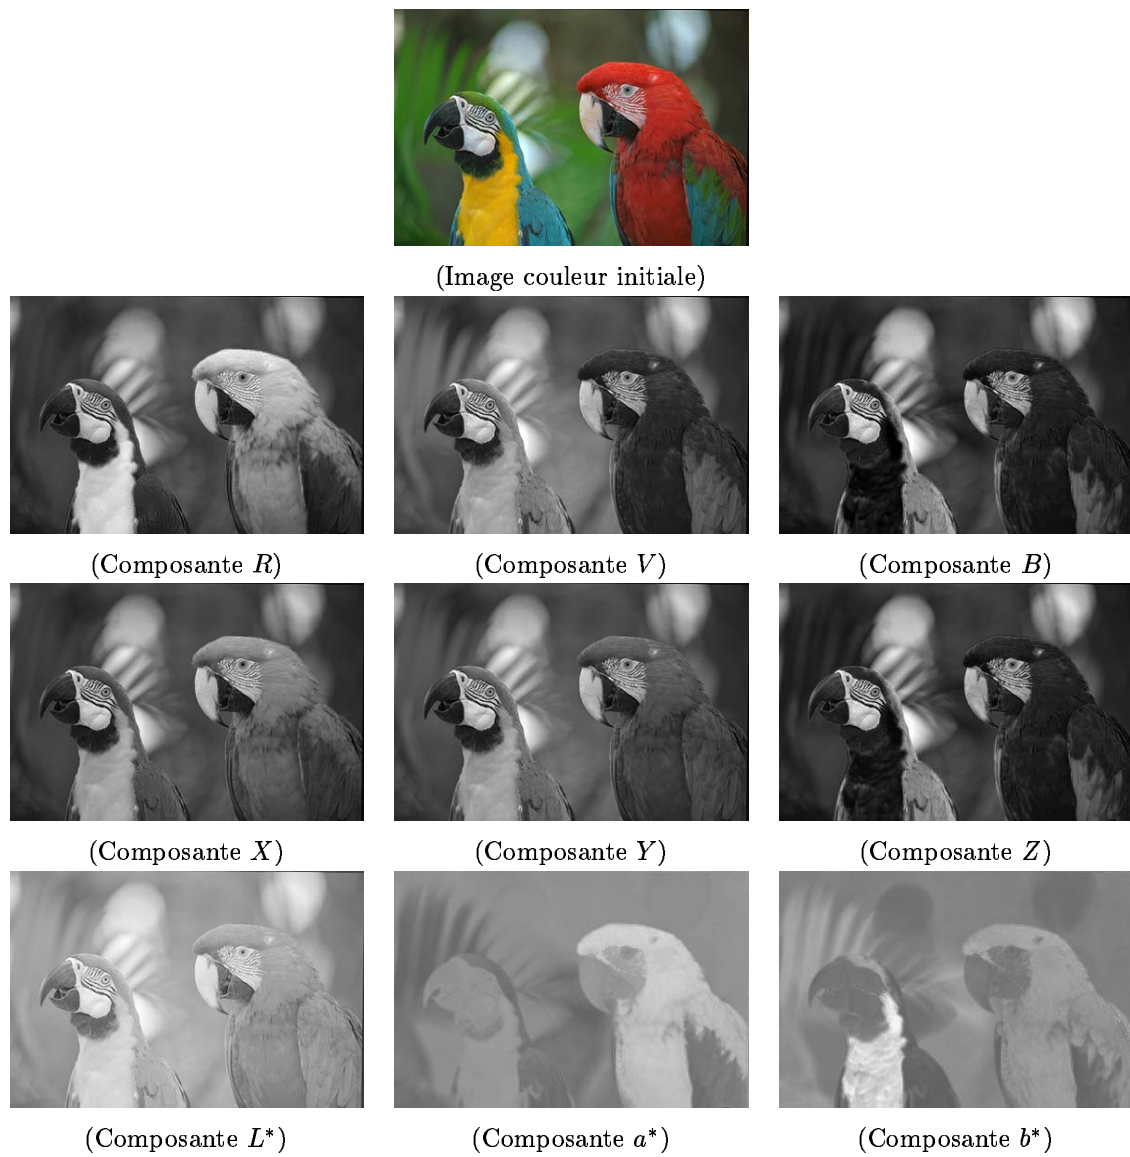 (Image couleur initiale)
(Composante R)
(Composante V)
(Composante B)
(Composante X)
(Composante Y)
(Composante Z)
(Composante L*)
(Composante a*)
(Composante b*)